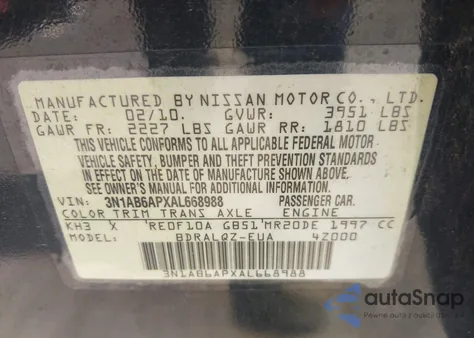 MANUFACTURED BY NISSAN MOTOR CO., LTD.
DATE: 02/10. GVWR: 3951 LBS
GAWR FR: 2227 LBS GAWR RR: 1810 LBS
THIS VEHICLE CONFORMS TO ALL APPLICABLE FEDERAL MOTOR
VEHICLE SAFETY, BUMPER AND THEFT PREVENTION STANDARDS
IN EFFECT ON THE DATE OF MANUFACTURE SHOWN ABOVE.
SEE OWNER'S MANUAL FOR ADDITIONAL INFORMATION.
VIN: 3N1AB6APXAL668988 PASSENGER CAR.
COLOR TRIM TRANS AXLE ENGINE
KH3 X RE0F10A GB51 MR20DE 1997 CC
MODEL: BDRALQZ-EUA 4Z000
3N1AB6APXAL668988
autoSnap